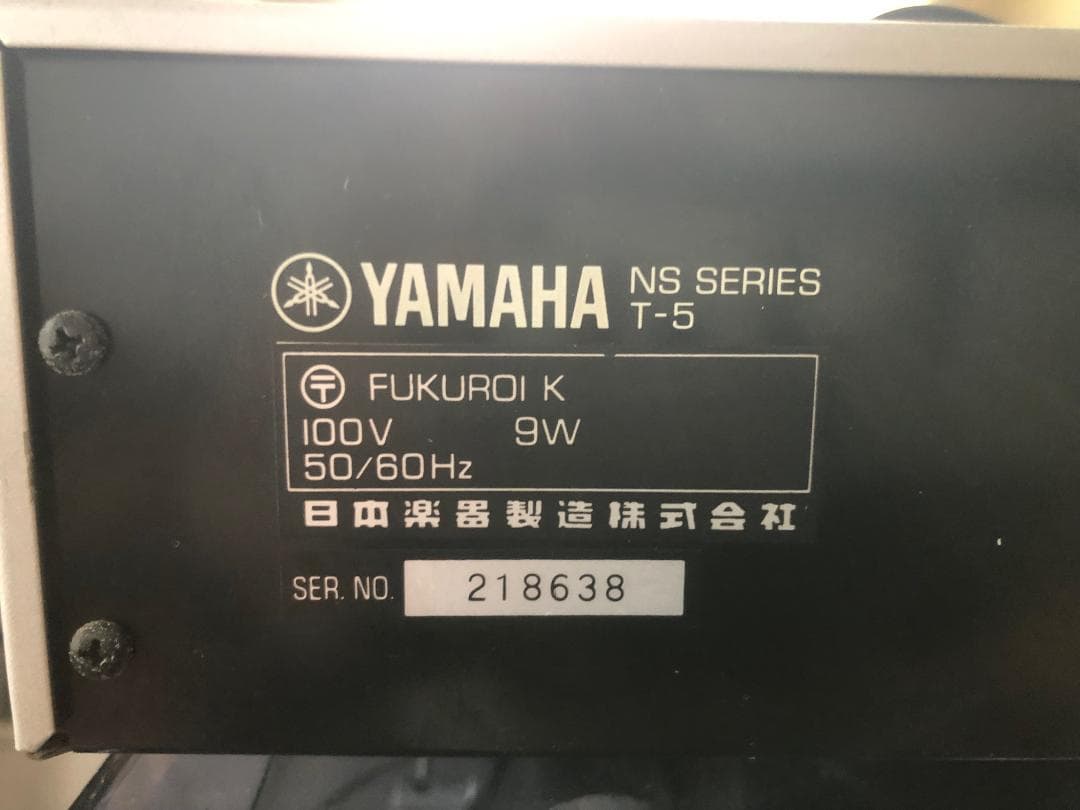 YAMAHA NS SERIES
T-5
〒 FUKUROI K
100V 9W
50/60Hz
日本楽器製造株式会社
SER. NO. 218638